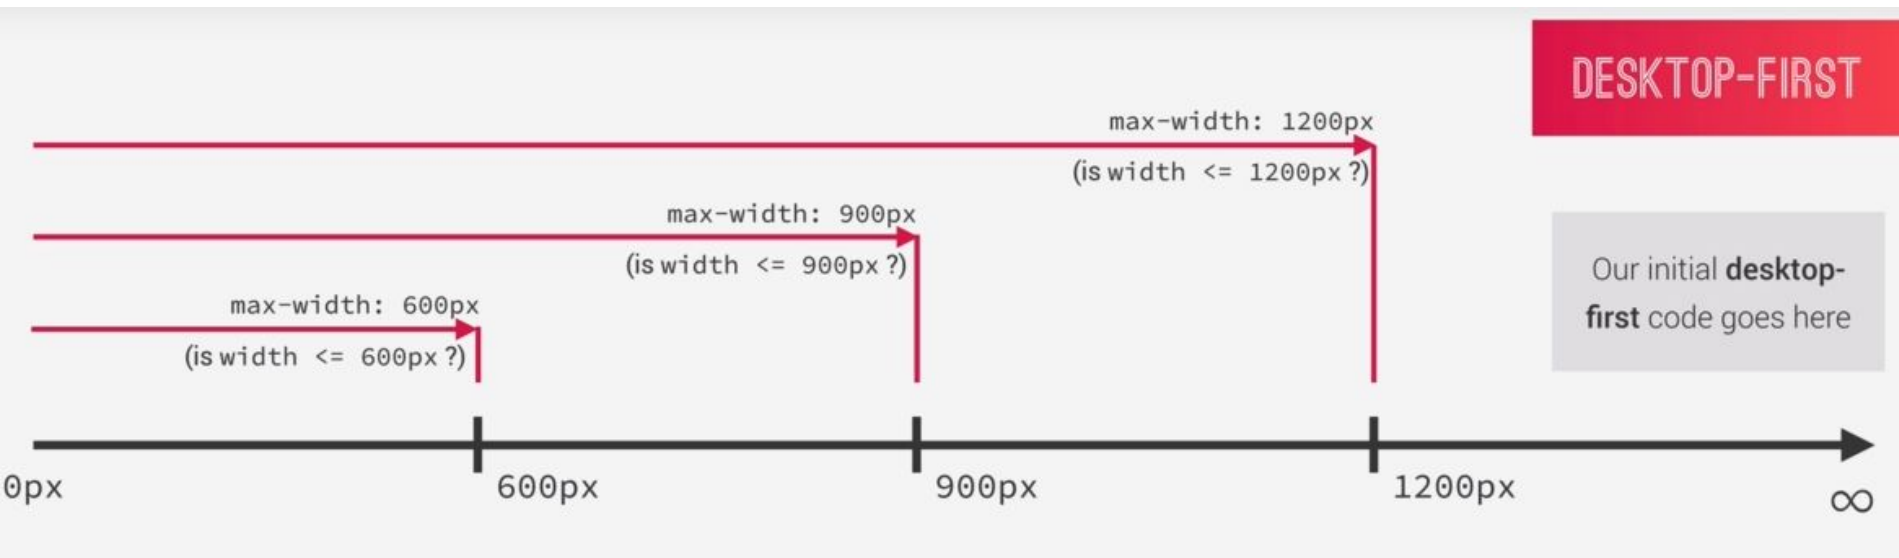 DESKTOP-FIRST
max-width: 1200px
(is width <= 1200px ?)
max-width: 900px
(is width <= 900px ?)
Our initial desktop-
first code goes here
max-width: 600px
(is width <= 600px ?)
0px
600px
900px
1200px
∞